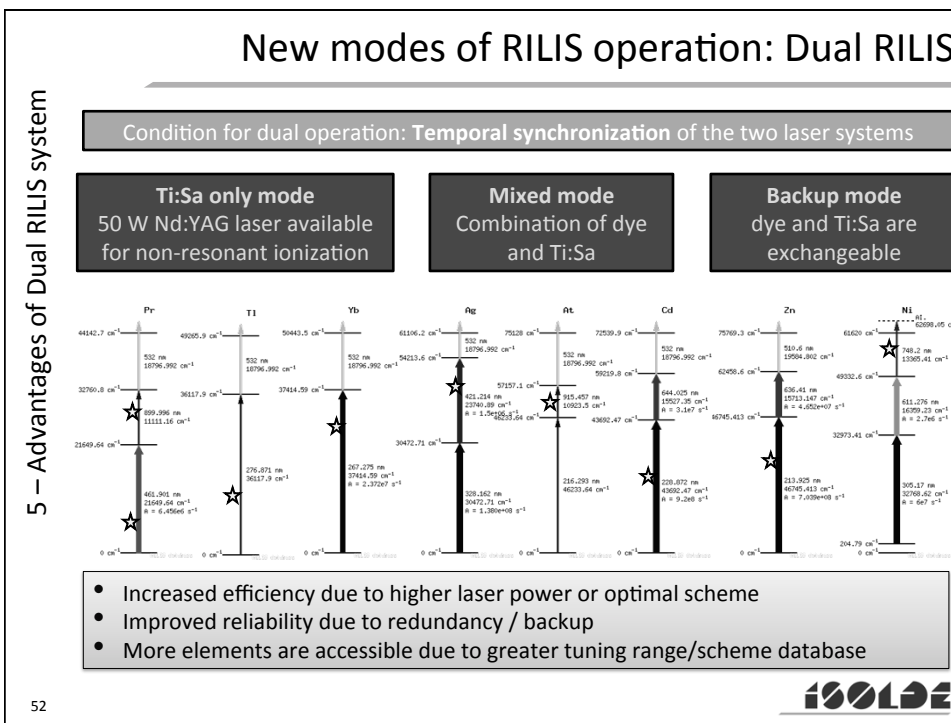 New modes of RILIS operation: Dual RILIS
5 – Advantages of Dual RILIS system
Condition for dual operation: Temporal synchronization of the two laser systems
Ti:Sa only mode
50 W Nd:YAG laser available
for non-resonant ionization
Mixed mode
Combination of dye
and Ti:Sa
Backup mode
dye and Ti:Sa are
exchangeable
Pr
44142.7 cm⁻¹
532 nm
18796.992 cm⁻¹
32760.8 cm⁻¹
899.996 nm
11111.16 cm⁻¹
21649.64 cm⁻¹
461.901 nm
21649.64 cm⁻¹
A = 6.456e6 s⁻¹
0 cm⁻¹
Tl
49265.9 cm⁻¹
532 nm
18796.992 cm⁻¹
36117.9 cm⁻¹
276.871 nm
36117.9 cm⁻¹
0 cm⁻¹
Yb
50443.5 cm⁻¹
532 nm
18796.992 cm⁻¹
37414.59 cm⁻¹
267.275 nm
37414.59 cm⁻¹
A = 2.372e7 s⁻¹
0 cm⁻¹
Ag
61106.2 cm⁻¹
532 nm
18796.992 cm⁻¹
54213.6 cm⁻¹
421.214 nm
23740.89 cm⁻¹
A = 1.5e+06 s⁻¹
30472.71 cm⁻¹
328.162 nm
30472.71 cm⁻¹
A = 1.380e+08 s⁻¹
0 cm⁻¹
At
75128 cm⁻¹
532 nm
18796.992 cm⁻¹
57157.1 cm⁻¹
915.457 nm
10923.5 cm⁻¹
46233.64 cm⁻¹
216.293 nm
46233.64 cm⁻¹
0 cm⁻¹
Cd
72539.9 cm⁻¹
532 nm
18796.992 cm⁻¹
59219.8 cm⁻¹
644.025 nm
15527.35 cm⁻¹
A = 3.1e7 s⁻¹
43692.47 cm⁻¹
228.872 nm
43692.47 cm⁻¹
A = 9.2e8 s⁻¹
0 cm⁻¹
Zn
75769.3 cm⁻¹
510.6 nm
19584.802 cm⁻¹
62458.6 cm⁻¹
636.41 nm
15713.147 cm⁻¹
A = 4.652e+07 s⁻¹
46745.413 cm⁻¹
213.925 nm
46745.413 cm⁻¹
A = 7.039e+08 s⁻¹
0 cm⁻¹
Ni
AI.
62698.05 c
61620 cm⁻¹
748.2 nm
13365.41 cm⁻¹
49332.6 cm⁻¹
611.276 nm
16359.23 cm⁻¹
A = 2.7e6 s⁻¹
32973.41 cm⁻¹
305.17 nm
32768.62 cm⁻¹
A = 6e7 s⁻¹
204.79 cm⁻¹
0 cm⁻¹
• Increased efficiency due to higher laser power or optimal scheme
• Improved reliability due to redundancy / backup
• More elements are accessible due to greater tuning range/scheme database
52
ISOLDE